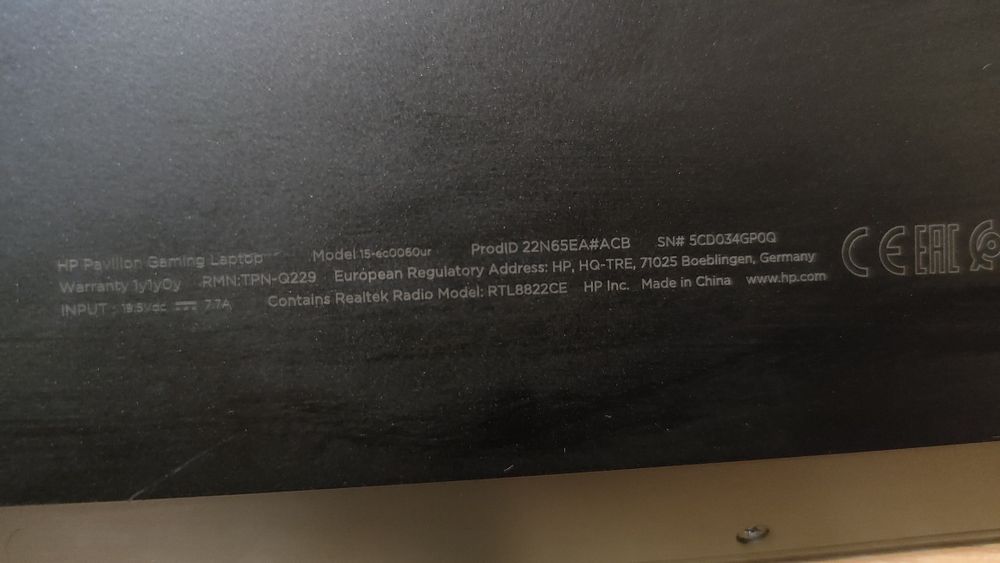 HP Pavilion Gaming Laptop Model 15-ec0060ur ProdID 22N65EA#ACB SN# 5CD034GP0Q
Warranty 1y1y0y RMN:TPN-Q229 European Regulatory Address: HP, HQ-TRE, 71025 Boeblingen, Germany
INPUT : 19.5Vdc 7.7A Contains Realtek Radio Model: RTL8822CE HP Inc. Made in China www.hp.com
CE EAC